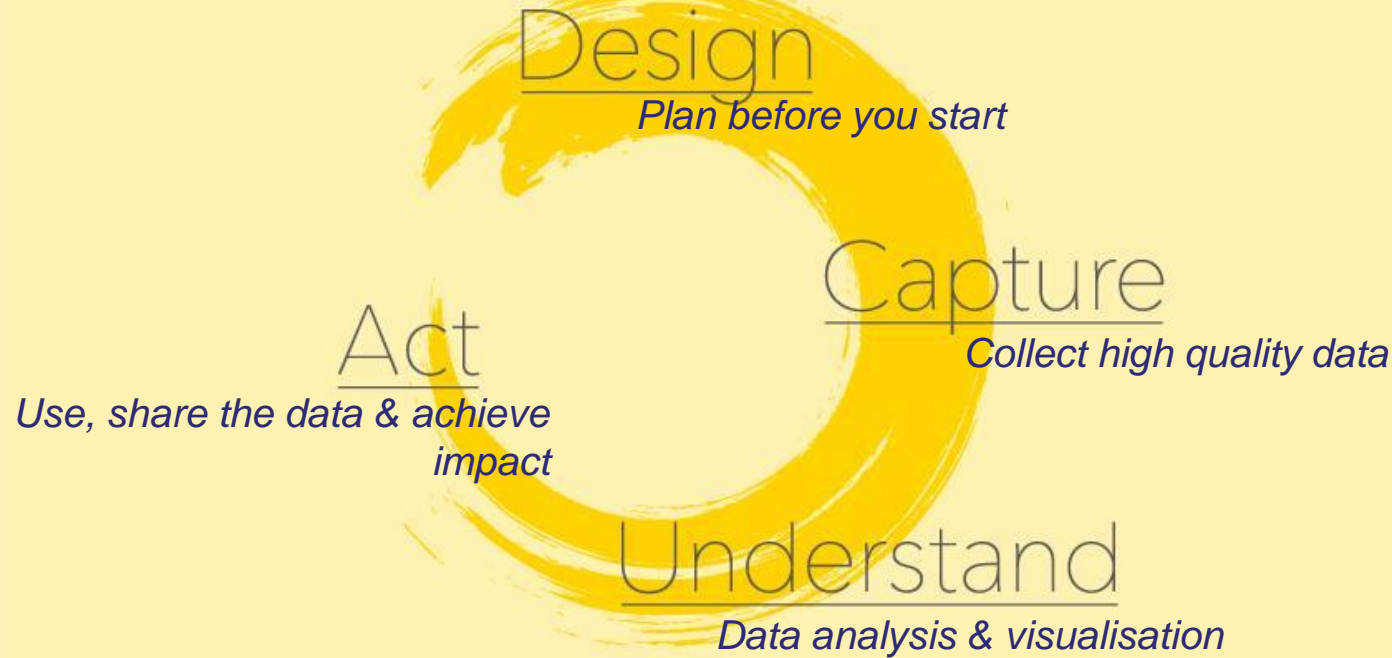 Design
Plan before you start
Capture
Collect high quality data
Understand
Data analysis & visualisation
Act
Use, share the data & achieve
impact